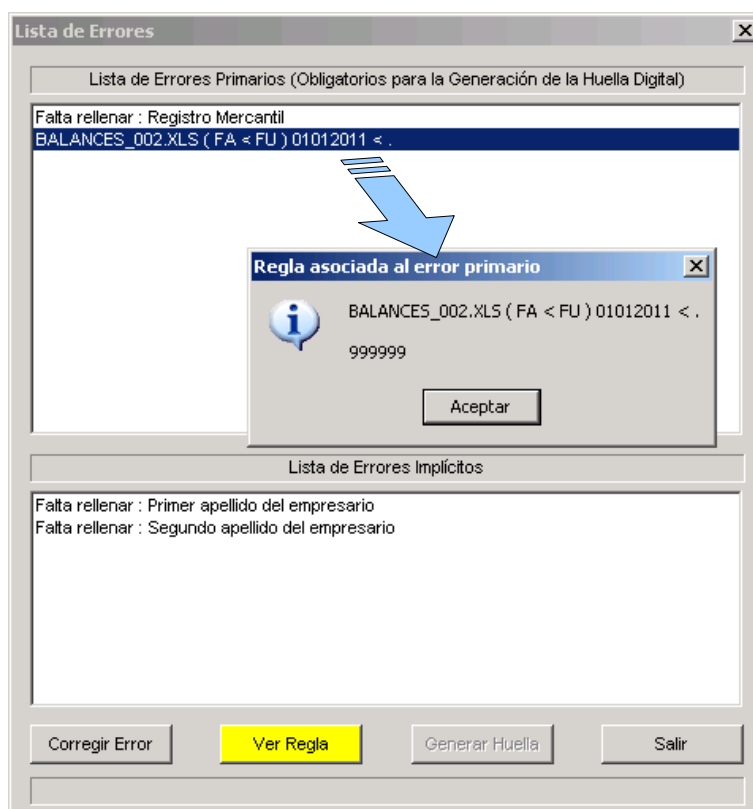 Lista de Errores
Lista de Errores Primarios (Obligatorios para la Generación de la Huella Digital)
Falta rellenar : Registro Mercantil
BALANCES_002.XLS ( FA < FU ) 01012011 < .
Regla asociada al error primario
BALANCES_002.XLS ( FA < FU ) 01012011 < .
999999
Aceptar
Lista de Errores Implícitos
Falta rellenar : Primer apellido del empresario
Falta rellenar : Segundo apellido del empresario
Corregir Error
Ver Regla
Generar Huella
Salir